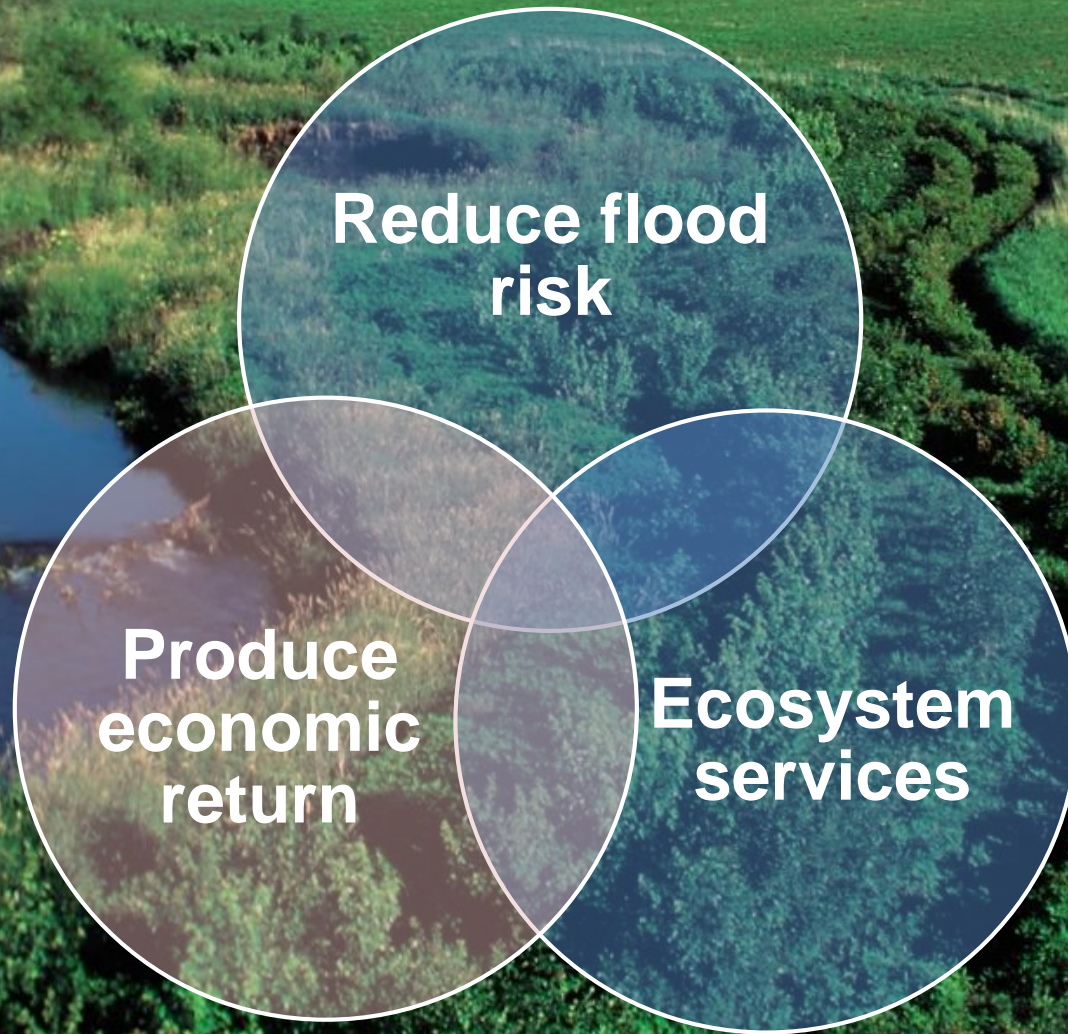 Reduce flood
risk
Produce
economic
return
Ecosystem
services